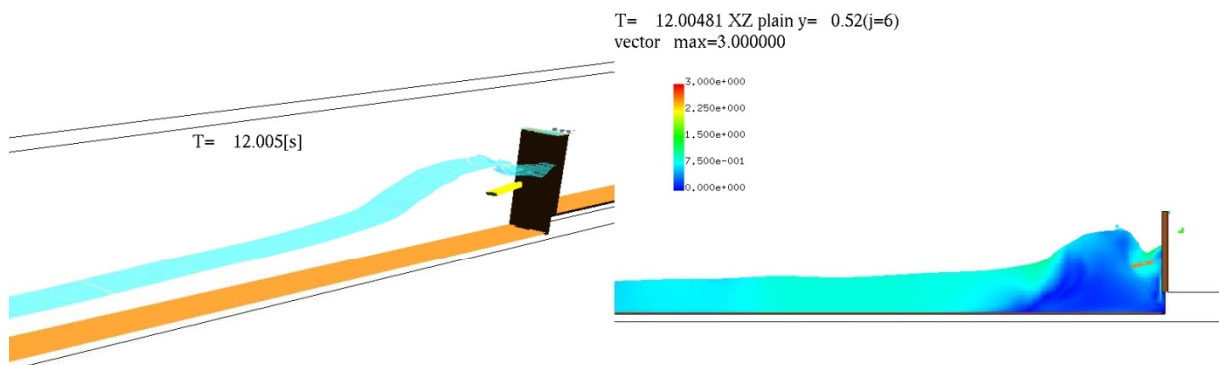 T= 12.005[s]
T= 12.00481 XZ plain y= 0.52(j=6)
vector max=3.000000
3.000e+000
2.250e+000
1.500e+000
7.500e-001
0.000e+000